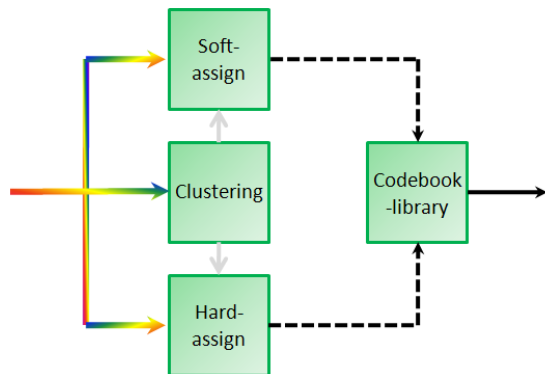 Soft-
assign
Clustering
Codebook
-library
Hard-
assign